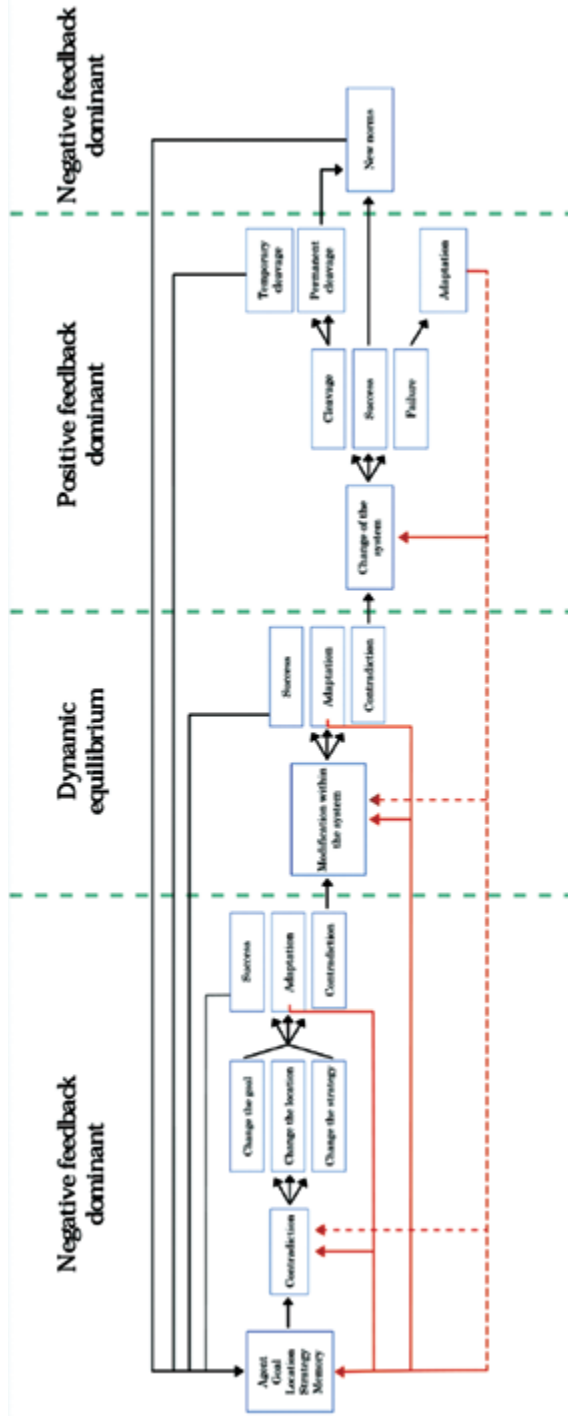 Negative feedback
dominant
Dynamic
equilibrium
Positive feedback
dominant
Negative feedback
dominant
Agent
Goal
Location
Strategy
Memory
Contradiction
Change the goal
Change the location
Change the strategy
Success
Adaptation
Contradiction
Modification within
the system
Success
Adaptation
Contradiction
Change of the
system
Cleavage
Success
Failure
Temporary
cleavage
Permanent
cleavage
Adaptation
New norms